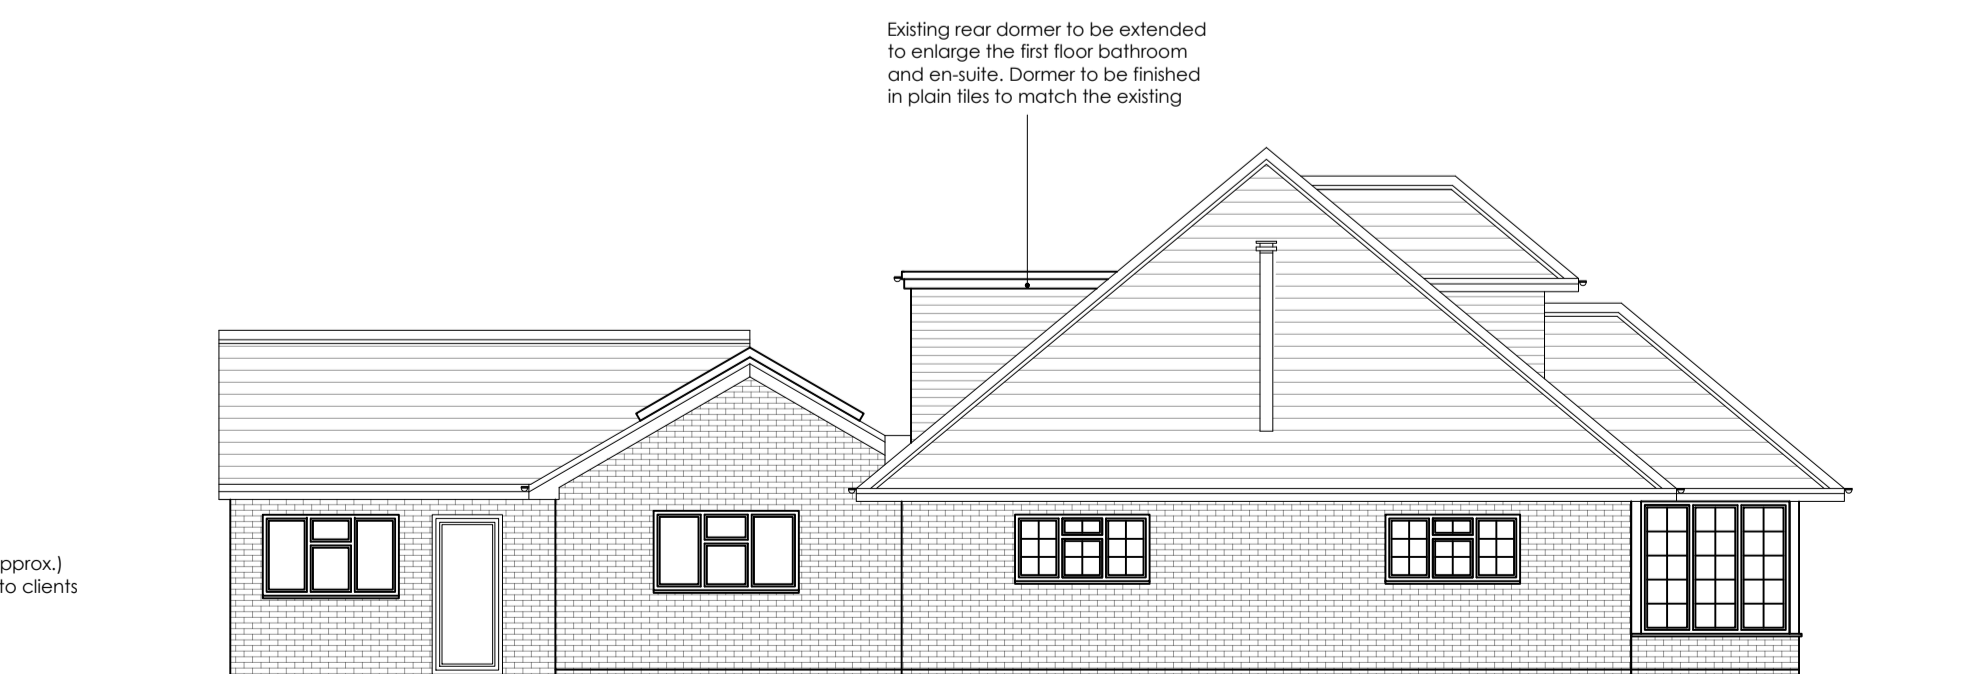 Existing rear dormer to be extended
to enlarge the first floor bathroom
and en-suite. Dormer to be finished
in plain tiles to match the existing
pprox.)
to clients